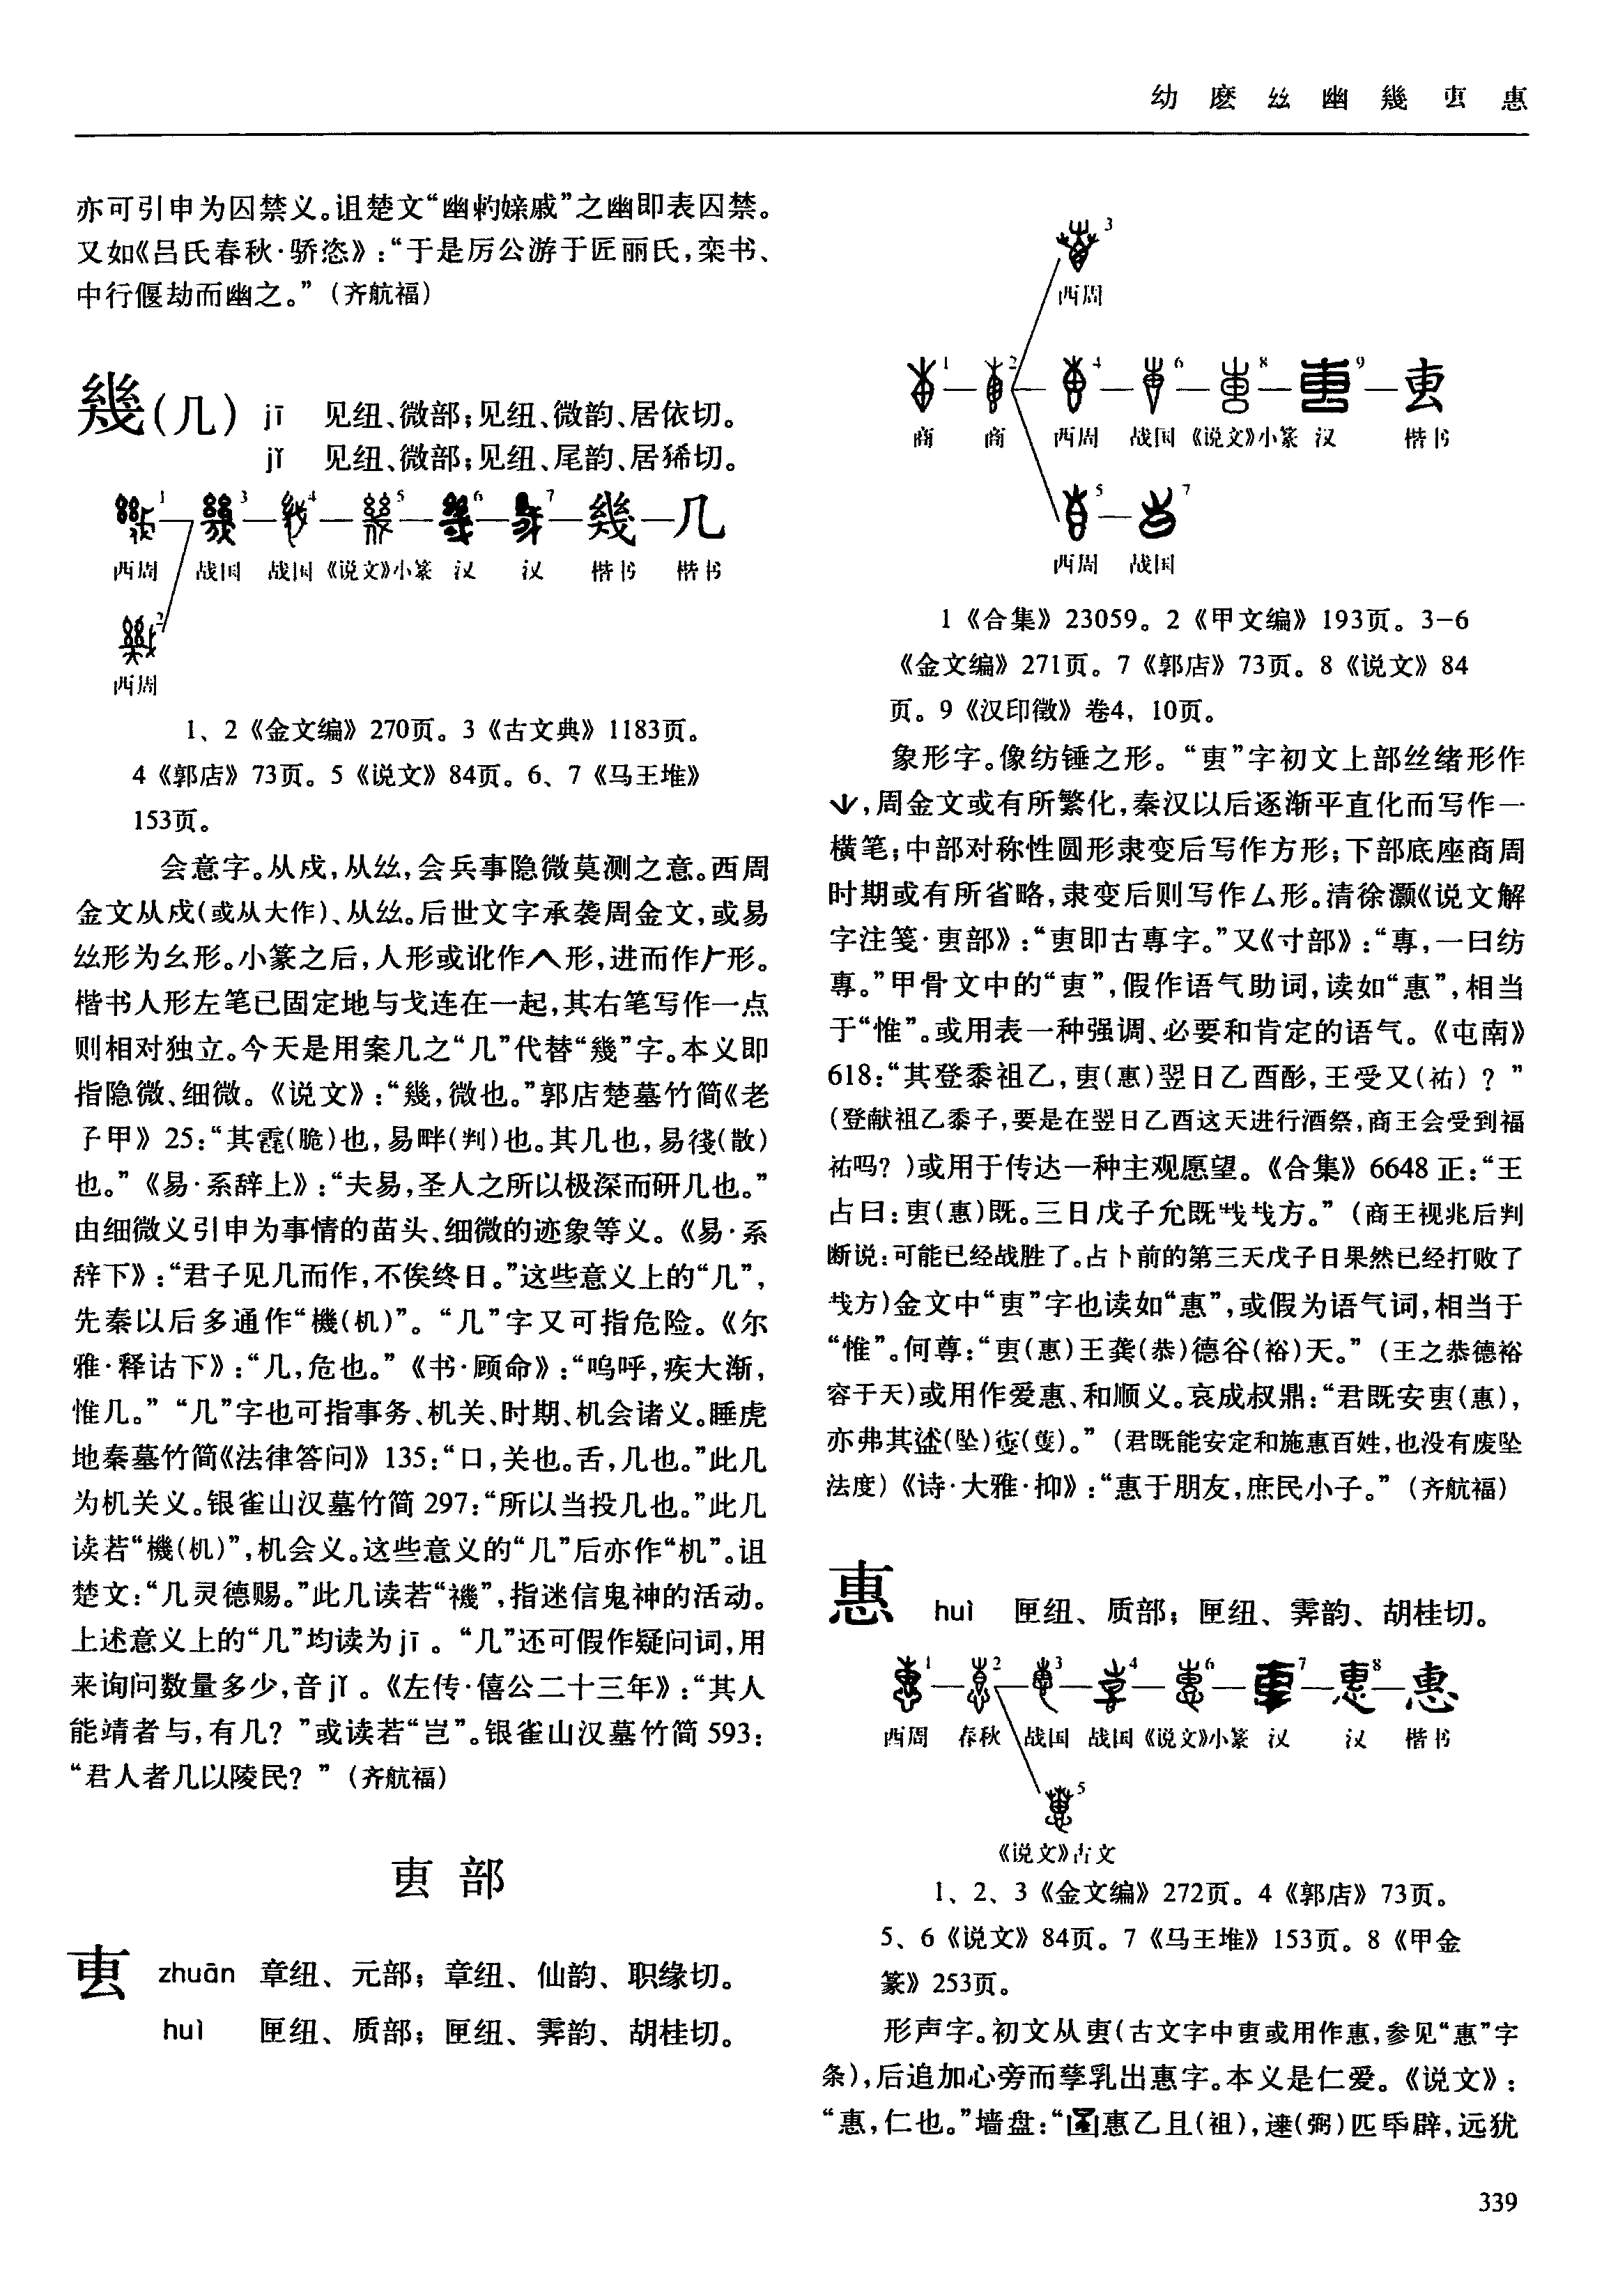 幼 麽 𢆶 幽 幾 叀 惠
亦可引申为囚禁义。诅楚文“幽䵼媇戚”之幽即表囚禁。
又如《吕氏春秋·骄恣》:“于是厉公游于匠丽氏,栾书、
中行偃劫而幽之。”(齐航福)
幾(几) jī 见纽、微部;见纽、微韵、居依切。
jǐ 见纽、微部;见纽、尾韵、居狶切。
1 3 4 5 6 7 幾 几
西周 战国 战国 《说文》小篆 汉 汉 楷书 楷书
2
西周
1、2《金文编》270页。3《古文典》1183页。
4《郭店》73页。5《说文》84页。6、7《马王堆》
153页。
会意字。从戍,从𢆶,会兵事隐微莫测之意。西周
金文从戍(或从大作)、从𢆶。后世文字承袭周金文,或易
𢆶形为幺形。小篆之后,人形或讹作𠆢形,进而作𠂉形。
楷书人形左笔已固定地与戈连在一起,其右笔写作一点
则相对独立。今天是用案几之“几”代替“幾”字。本义即
指隐微、细微。《说文》:“幾,微也。”郭店楚墓竹简《老
子甲》25:“其霓(脆)也,易畔(判)也。其几也,易俴(散)
也。”《易·系辞上》:“夫易,圣人之所以极深而研几也。”
由细微义引申为事情的苗头、细微的迹象等义。《易·系
辞下》:“君子见几而作,不俟终日。”这些意义上的“几”,
先秦以后多通作“機(机)”。“几”字又可指危险。《尔
雅·释诂下》:“几,危也。”《书·顾命》:“呜呼,疾大渐,
惟几。”“几”字也可指事务、机关、时期、机会诸义。睡虎
地秦墓竹简《法律答问》135:“口,关也。舌,几也。”此几
为机关义。银雀山汉墓竹简297:“所以当投几也。”此几
读若“機(机)”,机会义。这些意义的“几”后亦作“机”。诅
楚文:“几灵德赐。”此几读若“禨”,指迷信鬼神的活动。
上述意义上的“几”均读为jī。“几”还可假作疑问词,用
来询问数量多少,音jǐ。《左传·僖公二十三年》:“其人
能靖者与,有几?”或读若“岂”。银雀山汉墓竹简593:
“君人者几以陵民?”(齐航福)
叀 部
叀 zhuān 章纽、元部;章纽、仙韵、职缘切。
huì 匣纽、质部;匣纽、霁韵、胡桂切。
3
西周
1 2 4 6 8 9 叀
商 商 西周 战国 《说文》小篆 汉 楷书
5 7
西周 战国
1《合集》23059。2《甲文编》193页。3-6
《金文编》271页。7《郭店》73页。8《说文》84
页。9《汉印徵》卷4,10页。
象形字。像纺锤之形。“叀”字初文上部丝绪形作
,周金文或有所繁化,秦汉以后逐渐平直化而写作一
横笔;中部对称性圆形隶变后写作方形;下部底座商周
时期或有所省略,隶变后则写作厶形。清徐灏《说文解
字注笺·叀部》:“叀即古專字。”又《寸部》:“專,一曰纺
專。”甲骨文中的“叀”,假作语气助词,读如“惠”,相当
于“惟”。或用表一种强调、必要和肯定的语气。《屯南》
618:“其登黍祖乙,叀(惠)翌日乙酉酌,王受又(祐)?”
(登献祖乙黍子,要是在翌日乙酉这天进行酒祭,商王会受到福
祐吗?)或用于传达一种主观愿望。《合集》6648正:“王
占曰:叀(惠)既。三日戊子允既𢦏𢦏方。”(商王视兆后判
断说:可能已经战胜了。占卜前的第三天戊子日果然已经打败了
𢦏方)金文中“叀”字也读如“惠”,或假为语气词,相当于
“惟”。何尊:“叀(惠)王龚(恭)德谷(裕)天。”(王之恭德裕
容于天)或用作爱惠、和顺义。哀成叔鼎:“君既安叀(惠),
亦弗其(坠)(蒦)。”(君既能安定和施惠百姓,也没有废坠
法度)《诗·大雅·抑》:“惠于朋友,庶民小子。”(齐航福)
惠 huì 匣纽、质部;匣纽、霁韵、胡桂切。
1 2 3 4 6 7 8 惠
西周 春秋 战国 战国 《说文》小篆 汉 汉 楷书
5
《说文》古文
1、2、3《金文编》272页。4《郭店》73页。
5、6《说文》84页。7《马王堆》153页。8《甲金
篆》253页。
形声字。初文从叀(古文字中叀或用作惠,参见“惠”字
条),后追加心旁而孳乳出惠字。本义是仁爱。《说文》:
“惠,仁也。”墙盘:“惠乙且(祖),逨(弼)匹氒辟,远犹
339